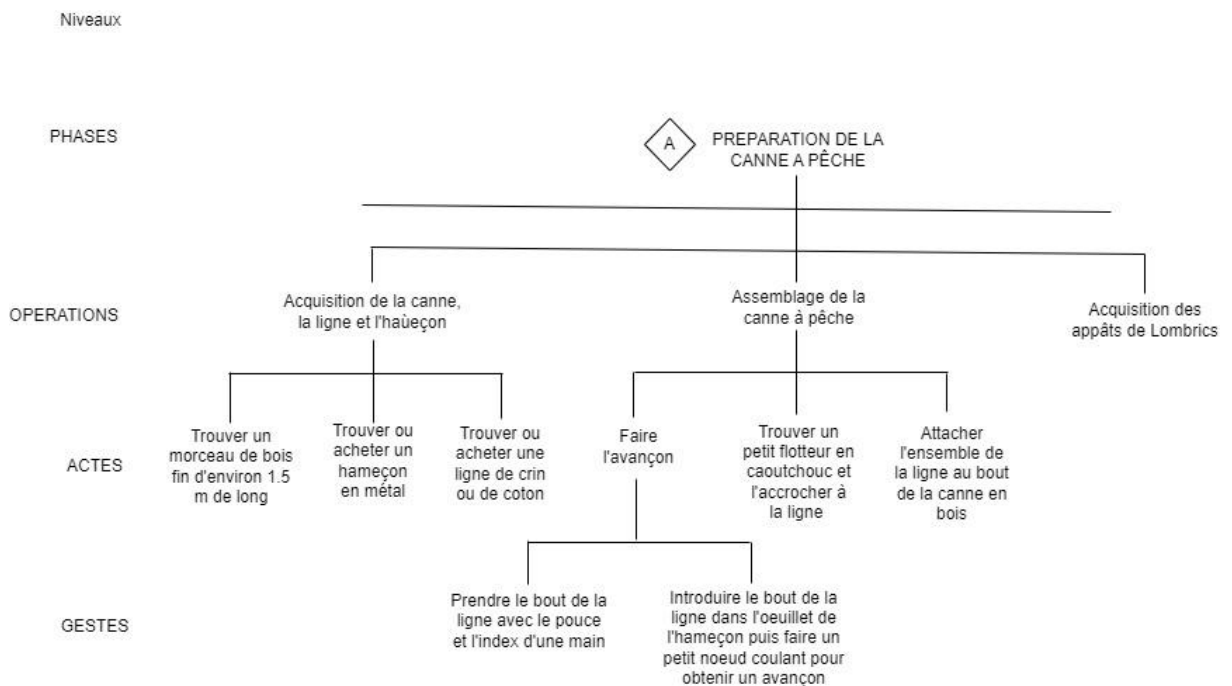 Niveaux
PHASES
A
PREPARATION DE LA
CANNE A PÊCHE
OPERATIONS
Acquisition de la canne,
la ligne et l'haùeçon
Assemblage de la
canne à pêche
Acquisition des
appâts de Lombrics
ACTES
Trouver un
morceau de bois
fin d'environ 1.5
m de long
Trouver ou
acheter un
hameçon
en métal
Trouver ou
acheter une
ligne de crin
ou de coton
Faire
l'avançon
Trouver un
petit flotteur en
caoutchouc et
l'accrocher à
la ligne
Attacher
l'ensemble de
la ligne au bout
de la canne en
bois
GESTES
Prendre le bout de la
ligne avec le pouce
et l'index d'une main
Introduire le bout de la
ligne dans l'oeuillet de
l'hameçon puis faire un
petit noeud coulant pour
obtenir un avançon